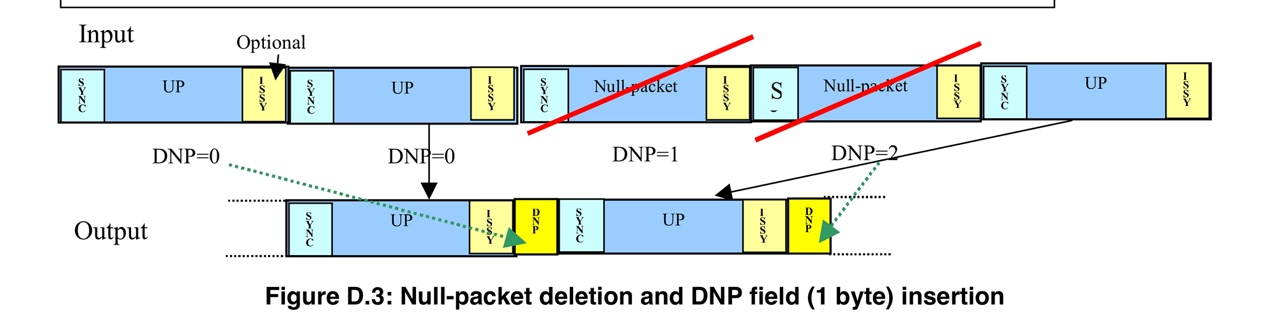 Input
Optional
SYNC UP ISSY SYNC UP ISSY SYNC Null-packet ISSY S Null-packet ISSY SYNC UP ISSY
DNP=0 DNP=0 DNP=1 DNP=2
Output SYNC UP ISSY DNP SYNC UP ISSY DNP
Figure D.3: Null-packet deletion and DNP field (1 byte) insertion